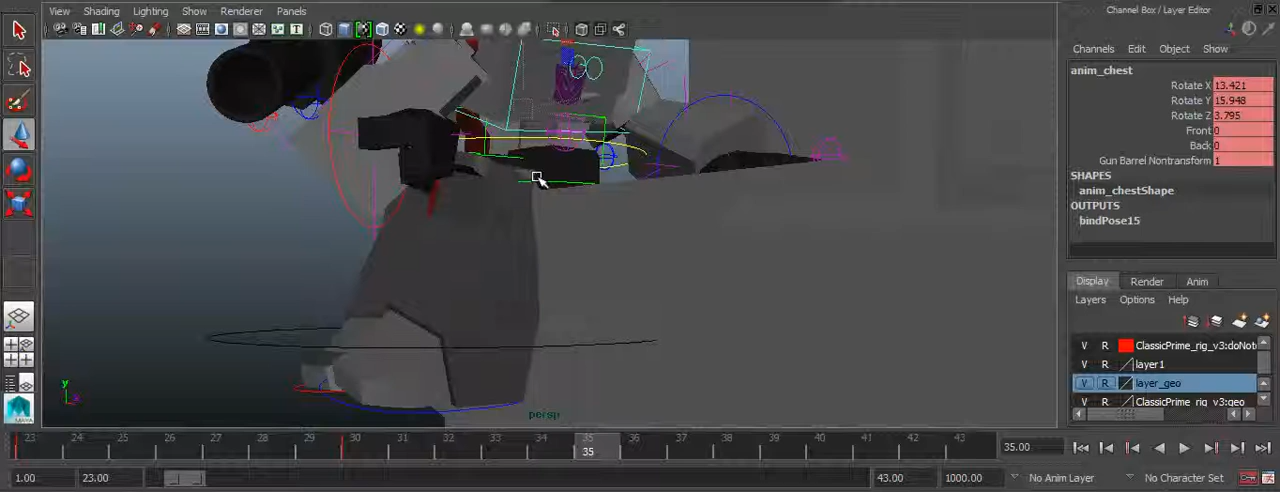 View Shading Lighting Show Renderer Panels
Channel Box / Layer Editor
Channels Edit Object Show
anim_chest
Rotate X 13.421
Rotate Y 15.948
Rotate Z 3.795
Front 0
Back 0
Gun Barrel Nontransform 1
SHAPES
anim_chestShape
OUTPUTS
bindPose15
Display Render Anim
Layers Options Help
V R ClassicPrime_rig_v3:doNot
V R layer1
V R layer_geo
V R ClassicPrime_rig_v3:geo
y
x
persp
23 24 25 26 27 28 29 30 31 32 33 34 35 36 37 38 39 40 41 42 43
35
35.00
1.00 23.00 43.00 1000.00 No Anim Layer No Character Set